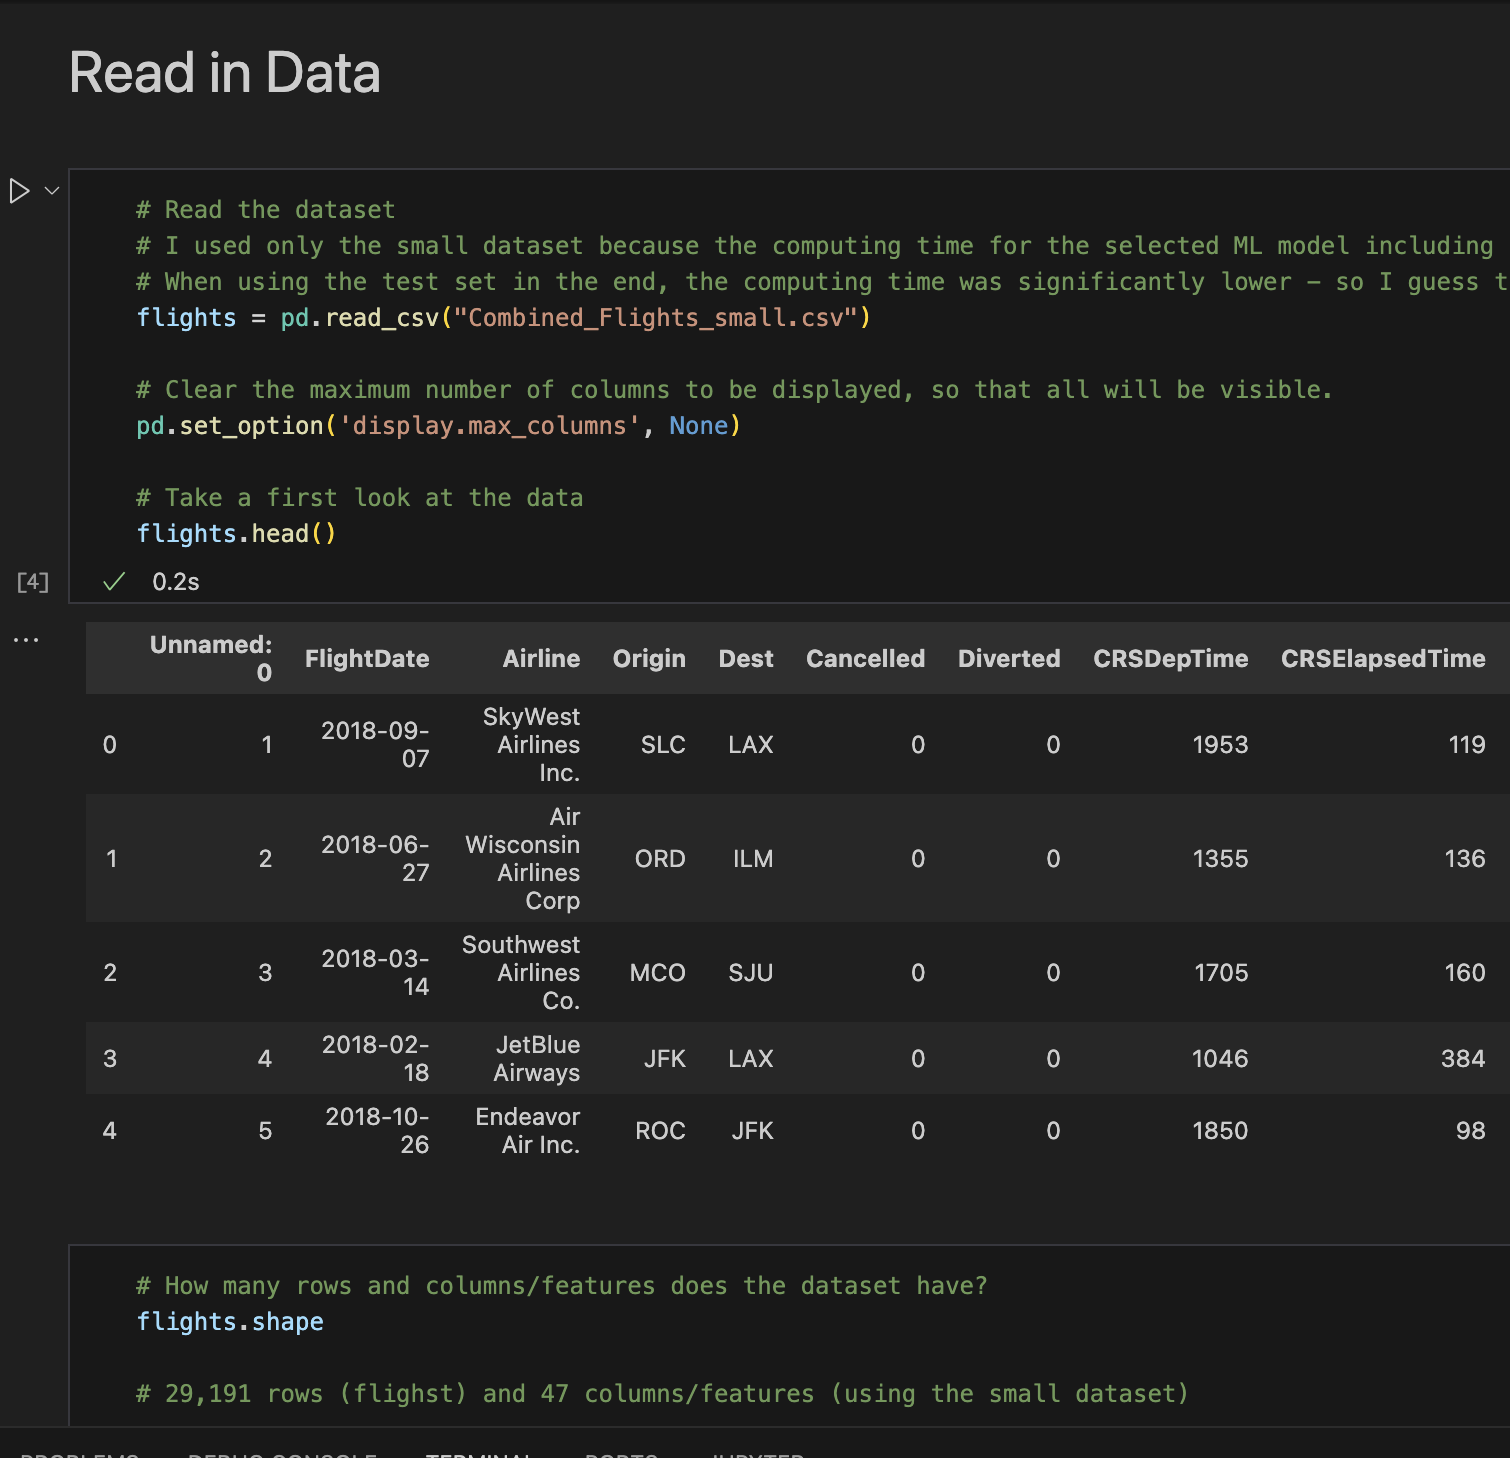 Read in Data
# Read the dataset
# I used only the small dataset because the computing time for the selected ML model including
# When using the test set in the end, the computing time was significantly lower – so I guess t
flights = pd.read_csv("Combined_Flights_small.csv")
# Clear the maximum number of columns to be displayed, so that all will be visible.
pd.set_option('display.max_columns', None)
# Take a first look at the data
flights.head()
[4] 0.2s
...
Unnamed: 0 FlightDate Airline Origin Dest Cancelled Diverted CRSDepTime CRSElapsedTime
0 1 2018-09-07 SkyWest Airlines Inc. SLC LAX 0 0 1953 119
1 2 2018-06-27 Air Wisconsin Airlines Corp ORD ILM 0 0 1355 136
2 3 2018-03-14 Southwest Airlines Co. MCO SJU 0 0 1705 160
3 4 2018-02-18 JetBlue Airways JFK LAX 0 0 1046 384
4 5 2018-10-26 Endeavor Air Inc. ROC JFK 0 0 1850 98
# How many rows and columns/features does the dataset have?
flights.shape
# 29,191 rows (flighst) and 47 columns/features (using the small dataset)
PROBLEMS DEBUG CONSOLE TERMINAL PORTS JUPYTER